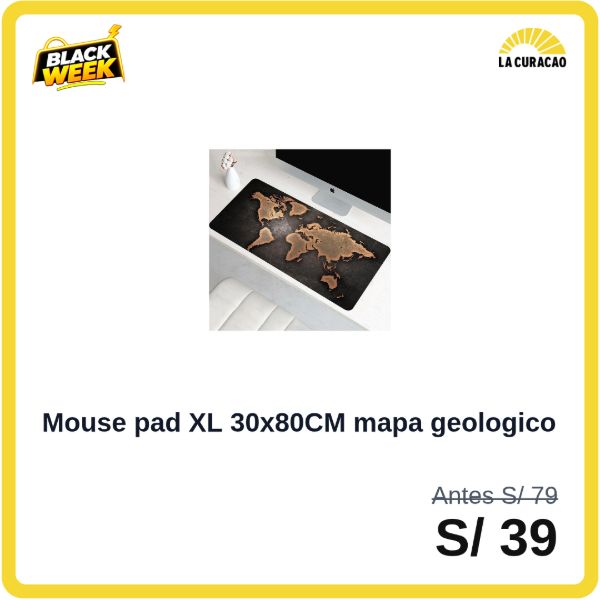 BLACK
WEEK
LA CURACAO
Mouse pad XL 30x80CM mapa geologico
Antes S/ 79
S/ 39